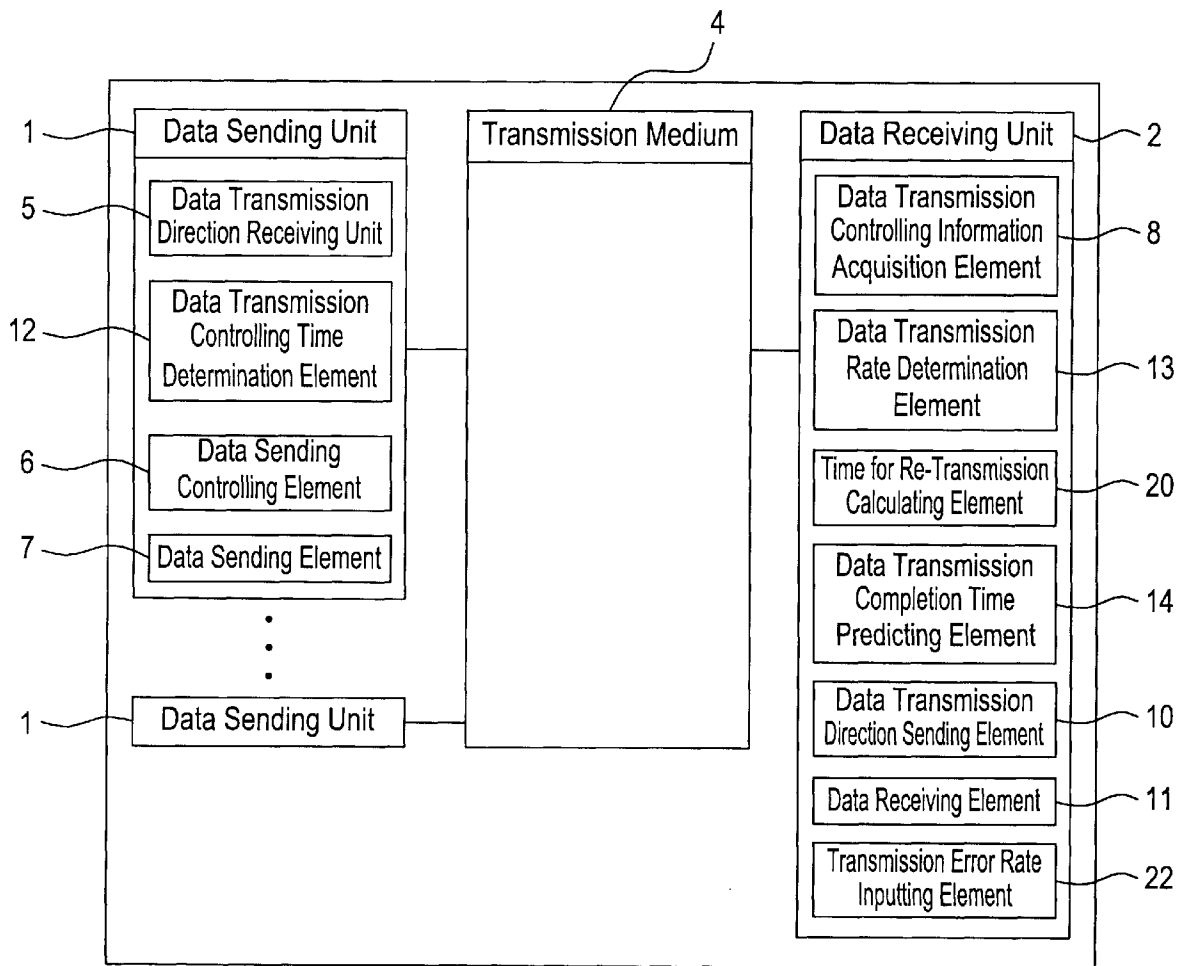 4
1
Data Sending Unit
Transmission Medium
Data Receiving Unit
2
5
Data Transmission
Direction Receiving Unit
12
Data Transmission
Controlling Time
Determination Element
6
Data Sending
Controlling Element
7
Data Sending Element
1
Data Sending Unit
Data Transmission
Controlling Information
Acquisition Element
8
Data Transmission
Rate Determination
Element
13
Time for Re-Transmission
Calculating Element
20
Data Transmission
Completion Time
Predicting Element
14
Data Transmission
Direction Sending Element
10
Data Receiving Element
11
Transmission Error Rate
Inputting Element
22